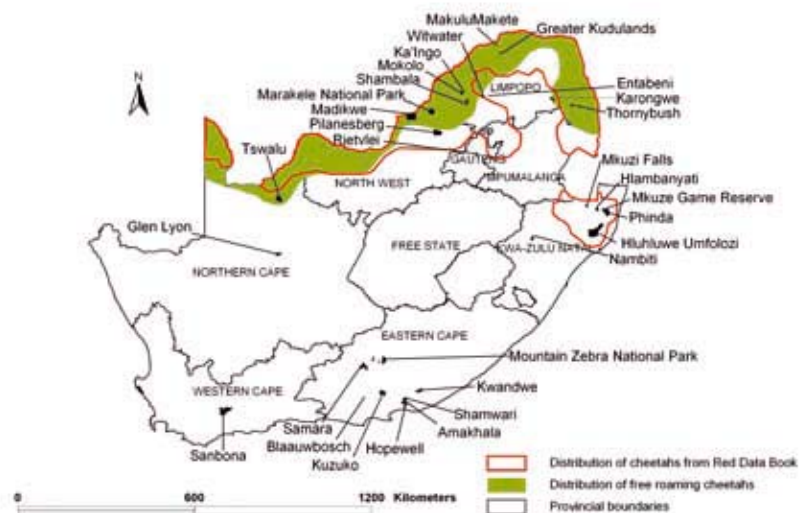 MakuluMakete
Greater Kudulands
Witwater
Ka'Ingo
Mokolo
Shambala
Marakele National Park
Madikwe
Pilanesberg
Rietvlei
N
LIMPOPO
Entabeni
Karongwe
Thornybush
Tswalu
GAUTENG
MPUMALANGA
NORTH WEST
Mkuzi Falls
Hlambanyati
Mkuze Game Reserve
Phinda
Hluhluwe Umfolozi
Nambiti
Glen Lyon
FREE STATE
KWA-ZULU NATAL
NORTHERN CAPE
EASTERN CAPE
Mountain Zebra National Park
WESTERN CAPE
Kwandwe
Shamwari
Amakhala
Samara
Blaauwbosch
Hopewell
Kuzuko
Sanbona
Distribution of cheetahs from Red Data Book
Distribution of free roaming cheetahs
Provincial boundaries
0 600 1200 Kilometers